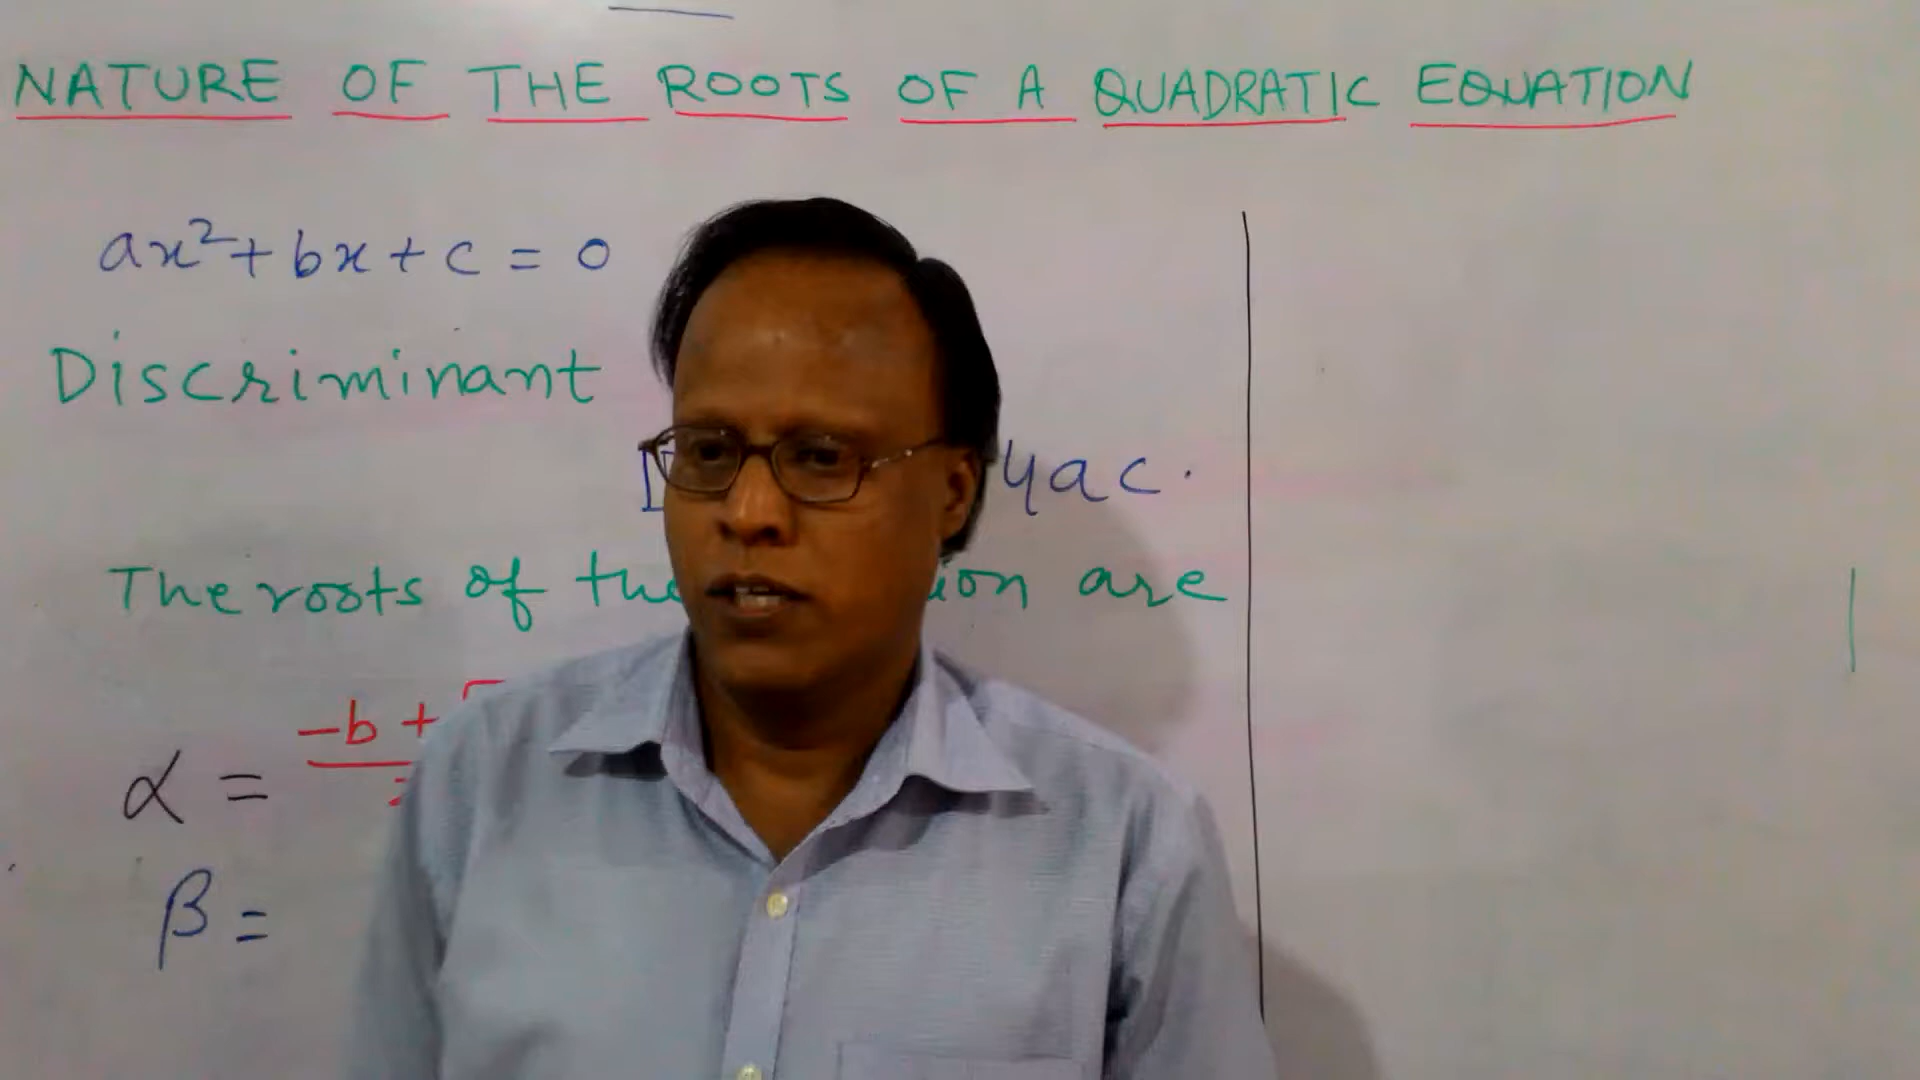 NATURE OF THE ROOTS OF A QUADRATIC EQUATION
ax²+bx+c = 0
Discriminant
4ac.
The roots of the are
α = -b +
β =